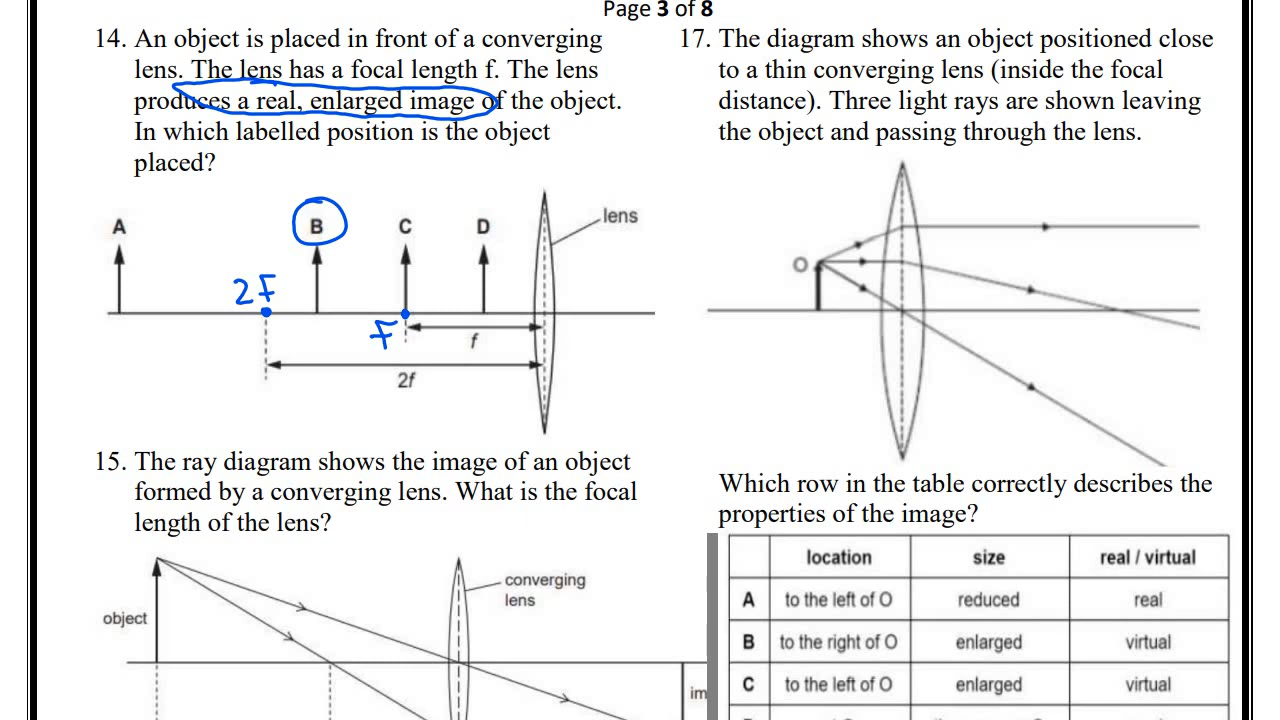 Page 3 of 8
14. An object is placed in front of a converging
lens. The lens has a focal length f. The lens
produces a real, enlarged image of the object.
In which labelled position is the object
placed?
A
B
C
D
lens
2F
F
f
2f
15. The ray diagram shows the image of an object
formed by a converging lens. What is the focal
length of the lens?
object
converging
lens
im
17. The diagram shows an object positioned close
to a thin converging lens (inside the focal
distance). Three light rays are shown leaving
the object and passing through the lens.
O
Which row in the table correctly describes the
properties of the image?
location size real / virtual
A to the left of O reduced real
B to the right of O enlarged virtual
C to the left of O enlarged virtual